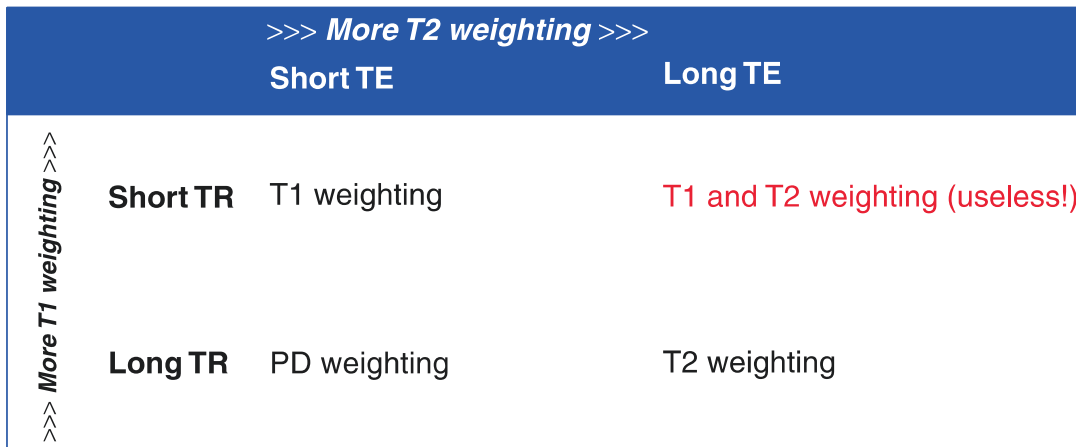 >>> More T2 weighting >>>
Short TE Long TE
>>> More T1 weighting >>>
Short TR T1 weighting T1 and T2 weighting (useless!)
Long TR PD weighting T2 weighting